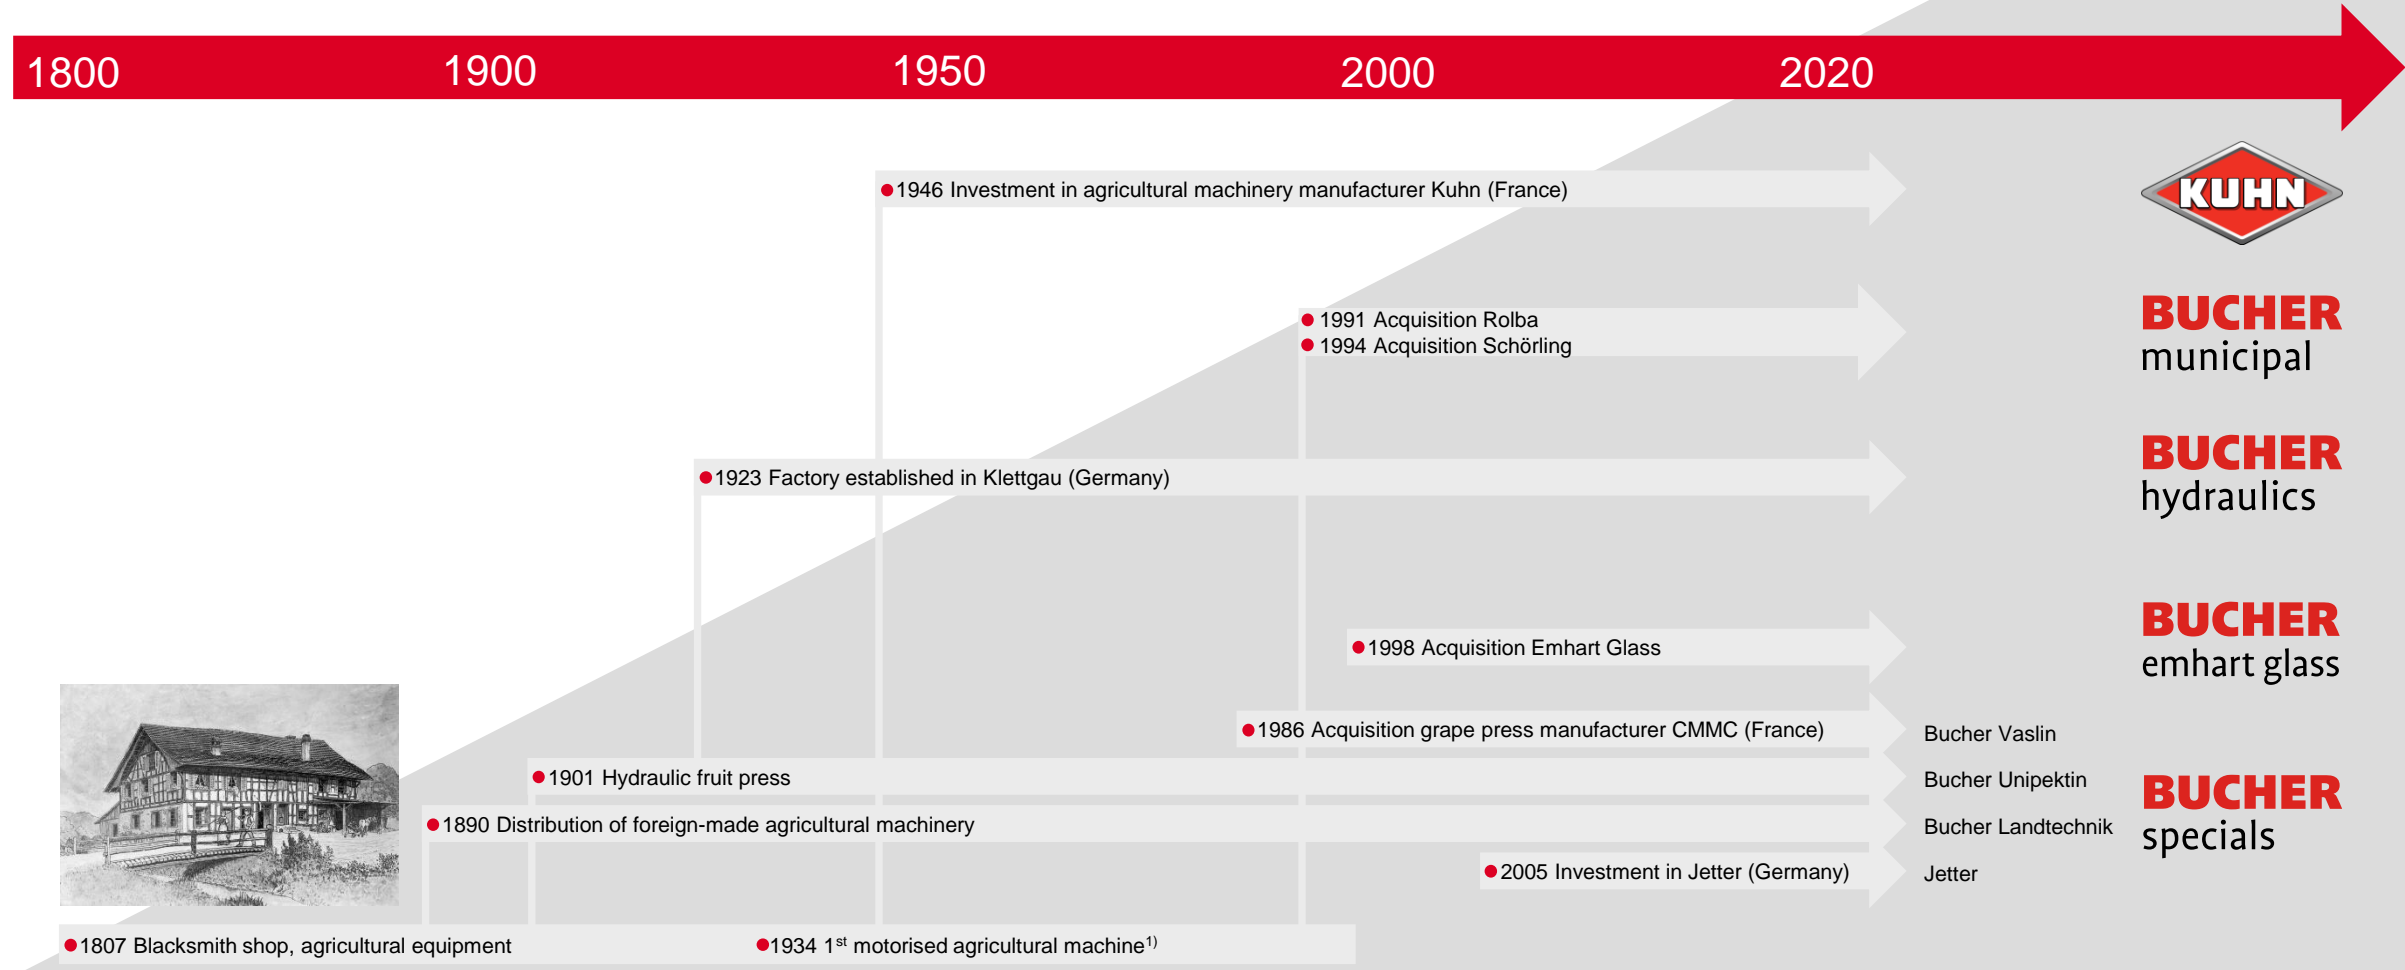 1800 1900 1950 2000 2020
1946 Investment in agricultural machinery manufacturer Kuhn (France)
KUHN
1991 Acquisition Rolba
1994 Acquisition Schörling
BUCHER
municipal
1923 Factory established in Klettgau (Germany)
BUCHER
hydraulics
1998 Acquisition Emhart Glass
BUCHER
emhart glass
1986 Acquisition grape press manufacturer CMMC (France)
Bucher Vaslin
1901 Hydraulic fruit press
Bucher Unipektin
1890 Distribution of foreign-made agricultural machinery
Bucher Landtechnik
BUCHER
specials
2005 Investment in Jetter (Germany)
Jetter
1807 Blacksmith shop, agricultural equipment
1934 1st motorised agricultural machine1)